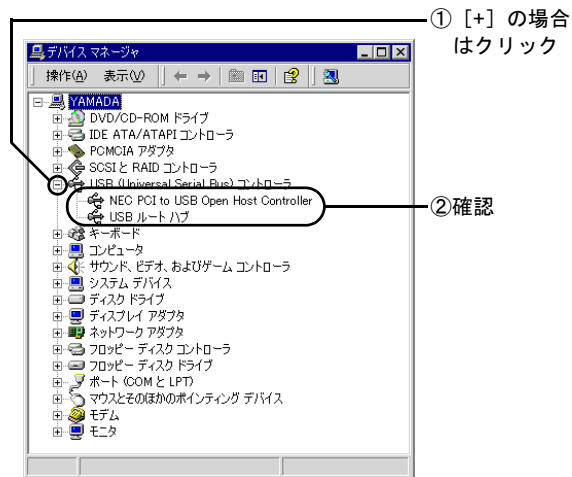 ①［+］の場合
はクリック
デバイス マネージャ
操作(A) 表示(V)
YAMADA
DVD/CD-ROM ドライブ
IDE ATA/ATAPI コントローラ
PCMCIA アダプタ
SCSI と RAID コントローラ
USB (Universal Serial Bus) コントローラ
NEC PCI to USB Open Host Controller
USB ルート ハブ
②確認
キーボード
コンピュータ
サウンド、ビデオ、およびゲーム コントローラ
システム デバイス
ディスク ドライブ
ディスプレイ アダプタ
ネットワーク アダプタ
フロッピー ディスク コントローラ
フロッピー ディスク ドライブ
ポート (COM と LPT)
マウスとそのほかのポインティング デバイス
モデム
モニタ